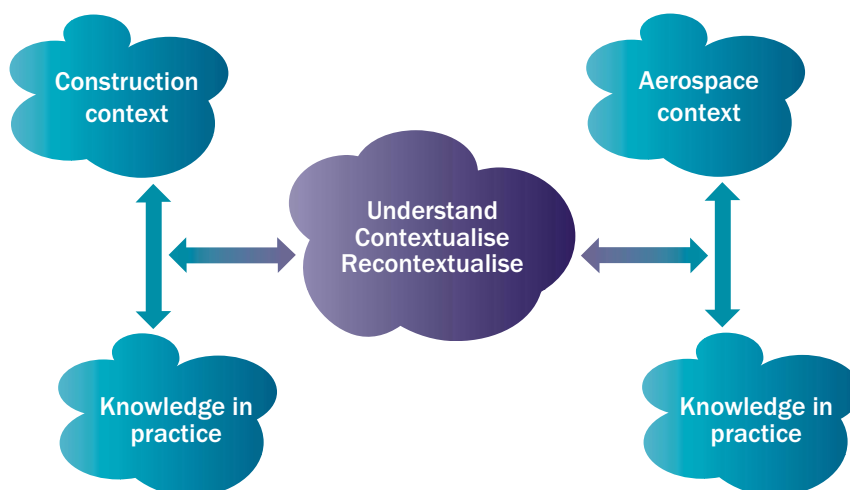 Construction
context
Aerospace
context
Understand
Contextualise
Recontextualise
Knowledge in
practice
Knowledge in
practice